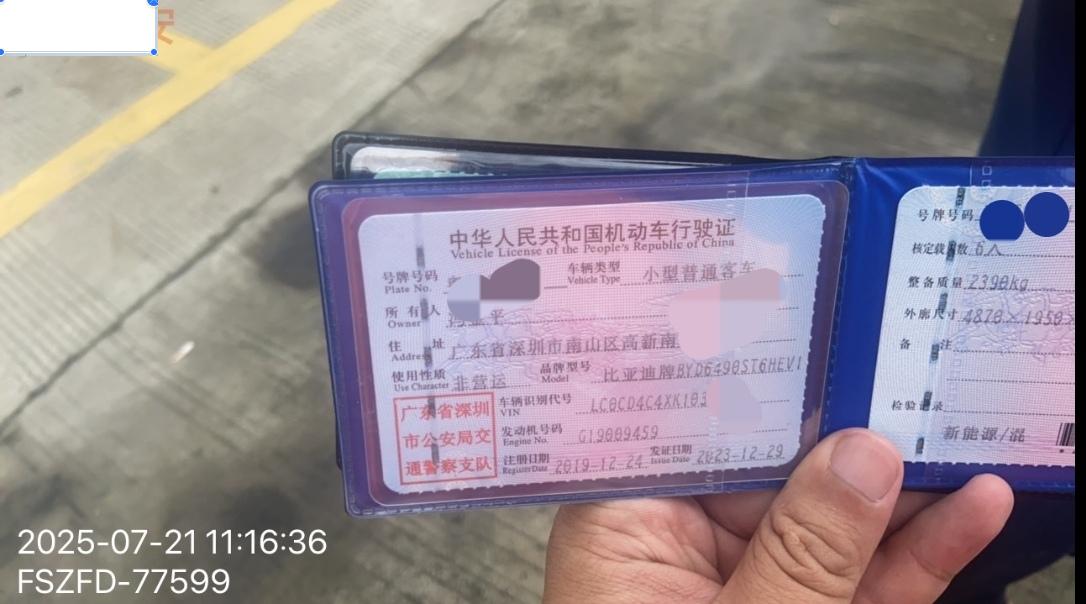 安
中华人民共和国机动车行驶证
Vehicle License of the People's Republic of China
号牌号码
Plate No.
车辆类型 小型普通客车
Vehicle Type
所有人
Owner 平
住址 广东省深圳市南山区高新南
Address
使用性质 非营运
Use Character
品牌型号 比亚迪牌BYD6490ST6HEV1
Model
广东省深圳
市公安局交
通警察支队
车辆识别代号 LC0CD4C4XK103
VIN
发动机号码 G19009459
Engine No.
注册日期 2019-12-24
Register Date
发证日期 2023-12-29
Issue Date
号牌号码
核定载人数 6人
整备质量 2390kg
外廓尺寸 4870×1950×
备注
检验记录
新能源/混
2025-07-21 11:16:36
FSZFD-77599